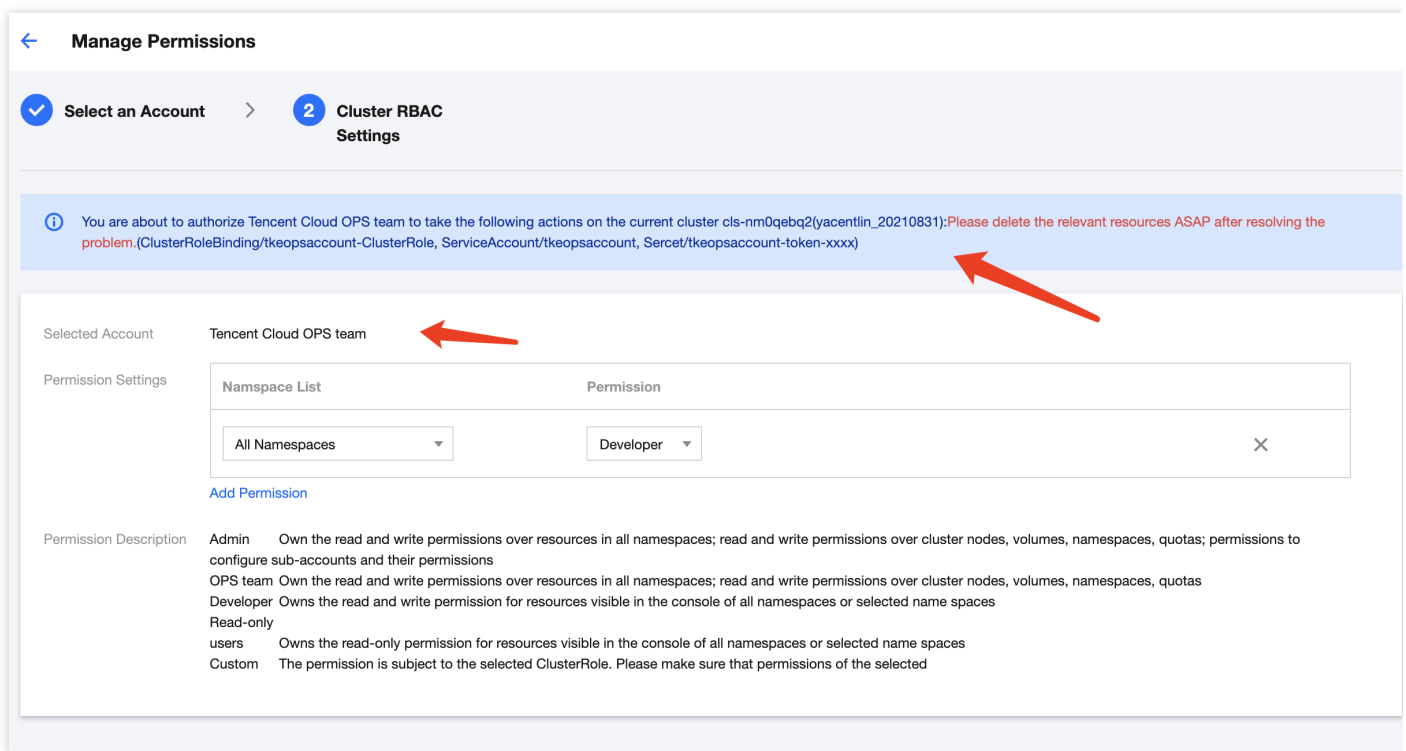 Manage Permissions
Select an Account
2
Cluster RBAC
Settings
You are about to authorize Tencent Cloud OPS team to take the following actions on the current cluster cls-nm0qebq2(yacentlin_20210831):Please delete the relevant resources ASAP after resolving the
problem.(ClusterRoleBinding/tkeopsaccount-ClusterRole, ServiceAccount/tkeopsaccount, Sercet/tkeopsaccount-token-xxxx)
Selected Account Tencent Cloud OPS team
Permission Settings
Namspace List Permission
All Namespaces Developer
Add Permission
Permission Description Admin Own the read and write permissions over resources in all namespaces; read and write permissions over cluster nodes, volumes, namespaces, quotas; permissions to
configure sub-accounts and their permissions
OPS team Own the read and write permissions over resources in all namespaces; read and write permissions over cluster nodes, volumes, namespaces, quotas
Developer Owns the read and write permission for resources visible in the console of all namespaces or selected name spaces
Read-only
users Owns the read-only permission for resources visible in the console of all namespaces or selected name spaces
Custom The permission is subject to the selected ClusterRole. Please make sure that permissions of the selected